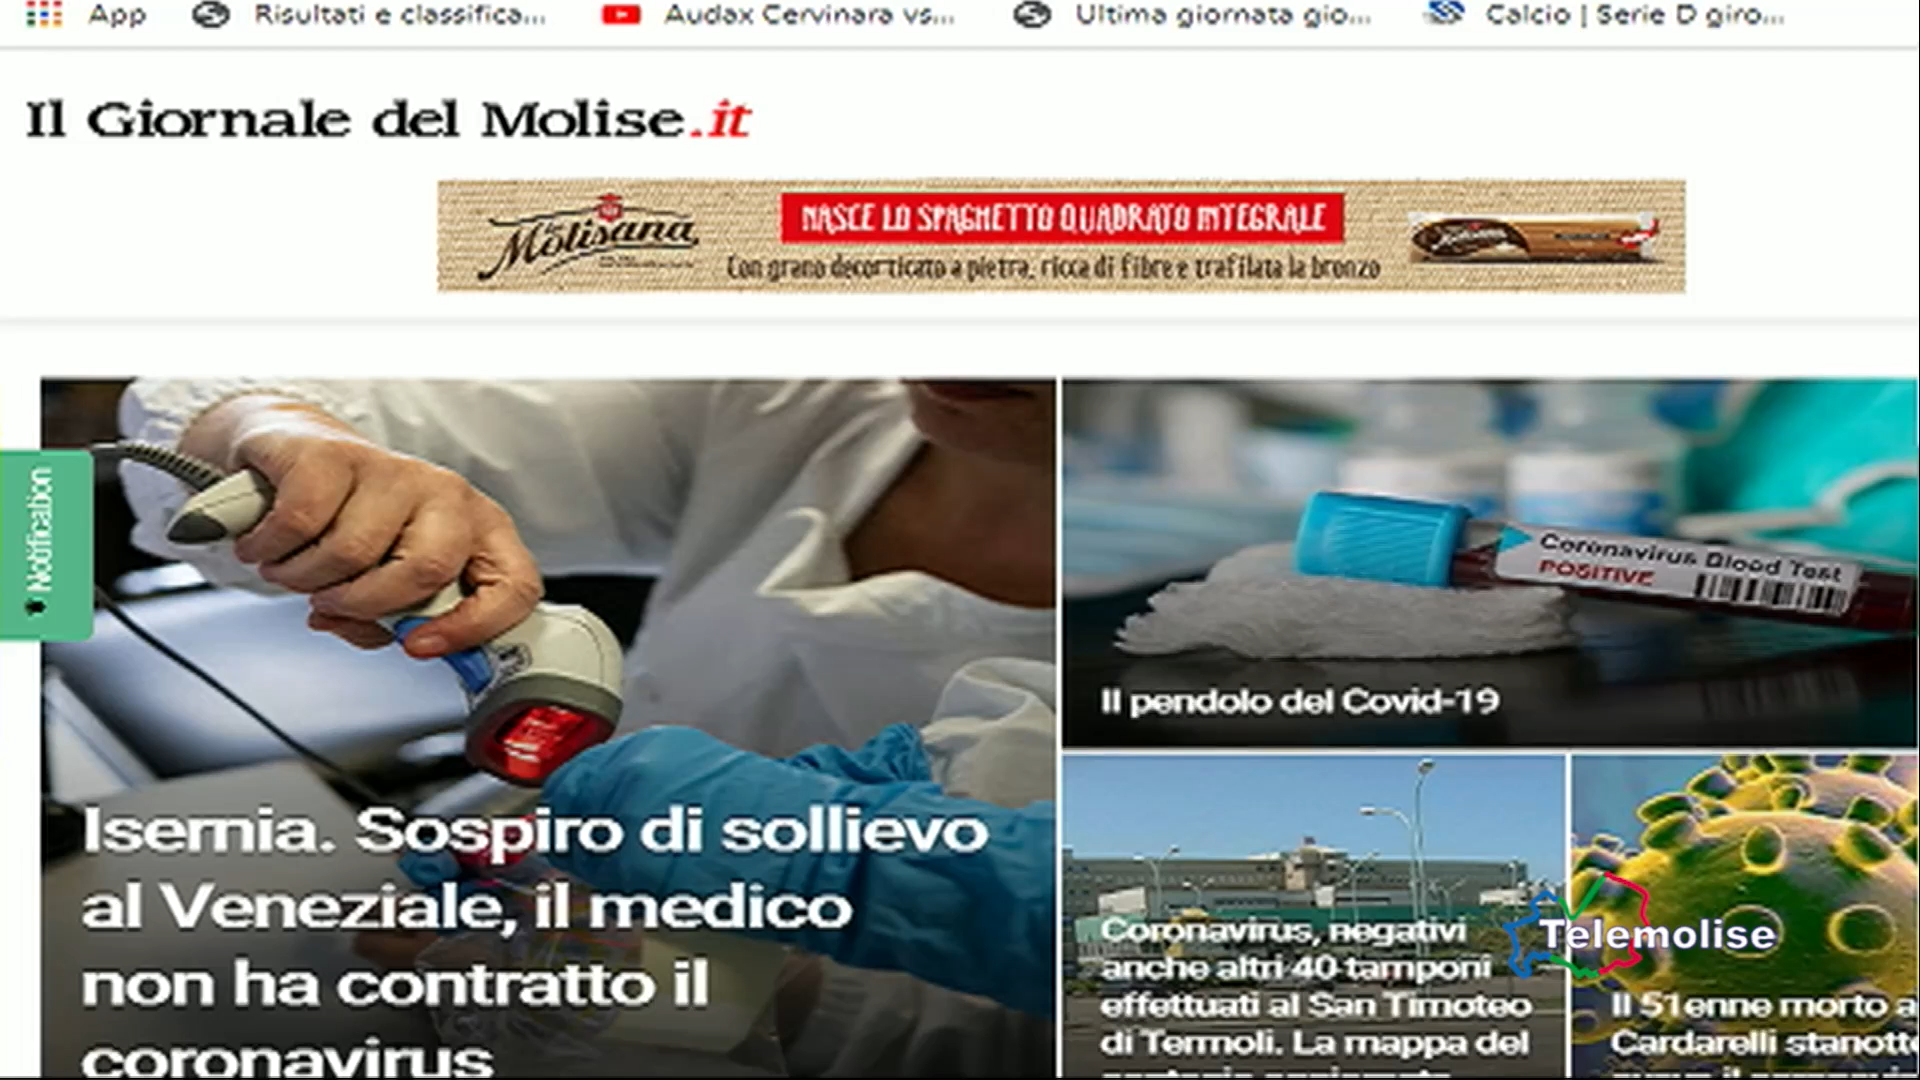 App
Risultati e classifica...
Audax Cervinara vs...
Ultima giornata gio...
Calcio | Serie D giro...
Il Giornale del Molise.it
La Molisana
NASCE LO SPAGHETTO QUADRATO INTEGRALE
Con grano decorticato a pietra, ricca di fibre e trafilata la bronzo
Notification
Coronavirus Blood Test
POSITIVE
Il pendolo del Covid-19
Isernia. Sospiro di sollievo
al Veneziale, il medico
non ha contratto il
coronavirus
Coronavirus, negativi
anche altri 40 tamponi
effettuati al San Timoteo
di Termoli. La mappa del
Telemolise
Il 51enne morto a
Cardarelli stanotte